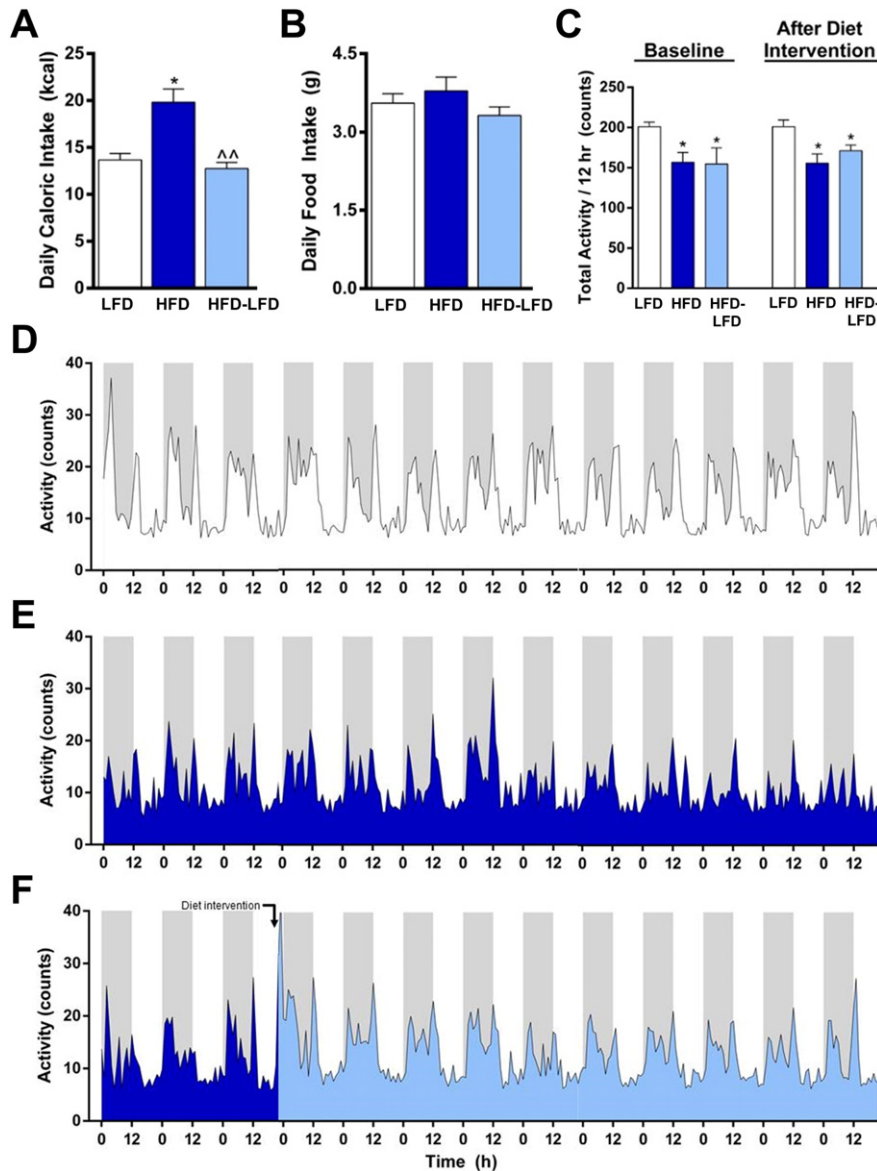 A
B
C
Daily Caloric Intake (kcal)
25
20
15
10
5
0
*
^^
LFD HFD HFD-LFD
Daily Food Intake (g)
4.5
3.0
1.5
0.0
LFD HFD HFD-LFD
Baseline
After Diet
Intervention
Total Activity / 12 hr (counts)
250
200
150
100
50
0
* * * *
LFD HFD HFD-
LFD
LFD HFD HFD-
LFD
D
Activity (counts)
40
30
20
10
0
0 12 0 12 0 12 0 12 0 12 0 12 0 12 0 12 0 12 0 12 0 12 0 12
E
Activity (counts)
40
30
20
10
0
0 12 0 12 0 12 0 12 0 12 0 12 0 12 0 12 0 12 0 12 0 12 0 12
F
Diet intervention
Activity (counts)
40
30
20
10
0
0 12 0 12 0 12 0 12 0 12 0 12 0 12 0 12 0 12 0 12 0 12 0 12
Time (h)